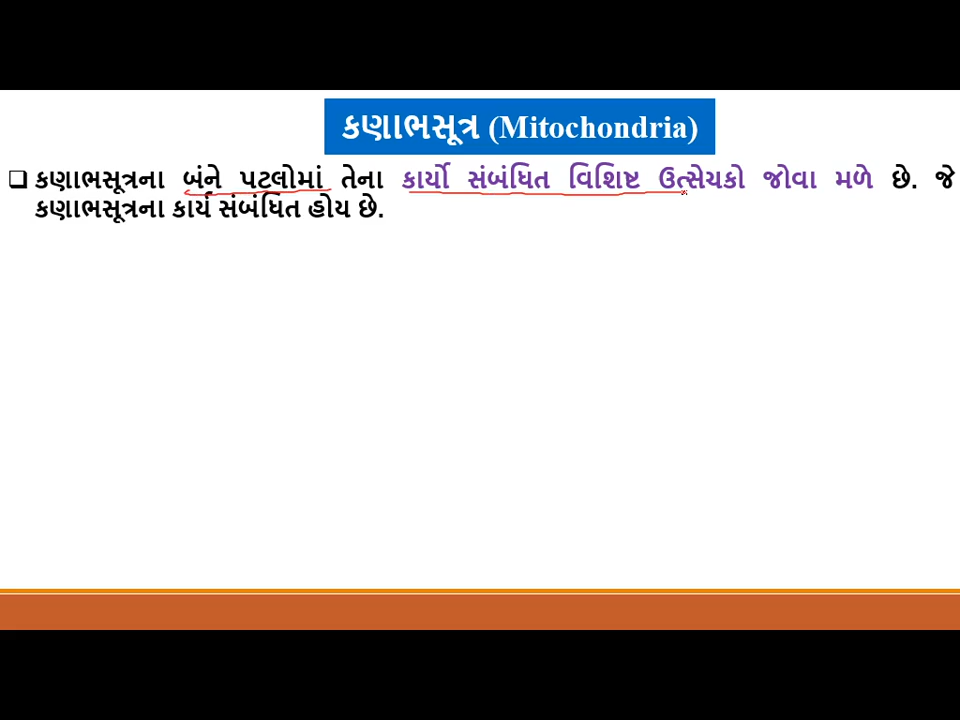 કણાભસૂત્ર (Mitochondria)
❑ કણાભસૂત્રના બંને પટલોમાં તેના કાર્યો સંબંધિત વિશિષ્ટ ઉત્સેચકો જોવા મળે છે. જે
કણાભસૂત્રના કાર્ય સંબંધિત હોય છે.